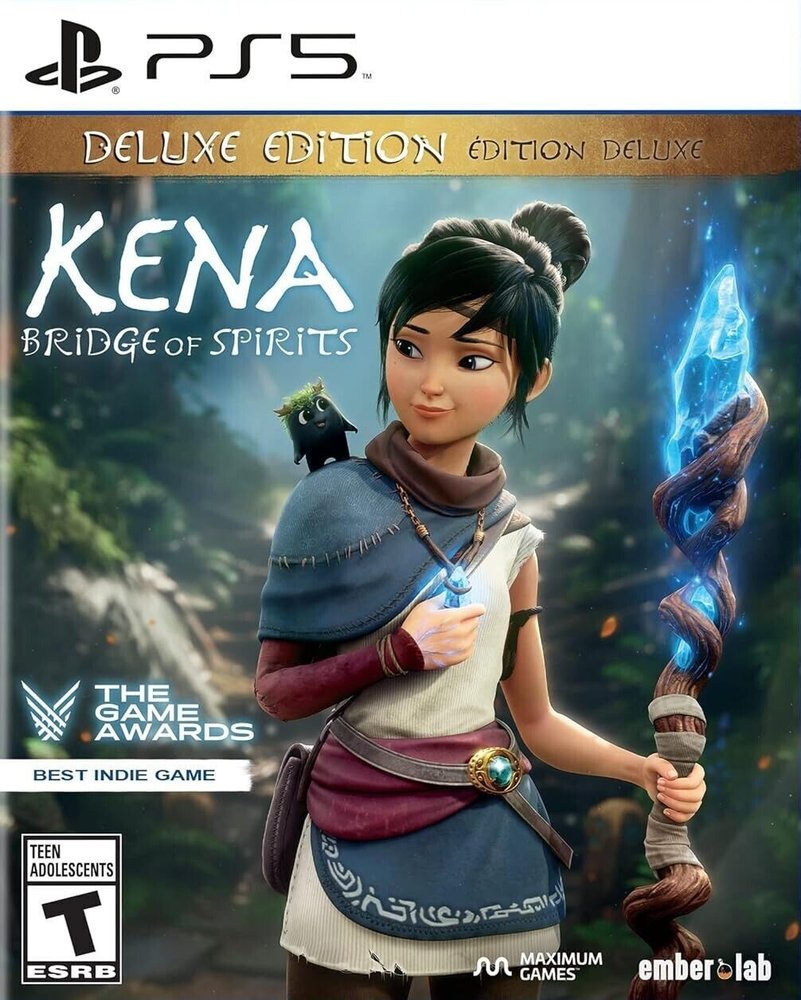 PS5
DELUXE EDITION ÉDITION DELUXE
KENA
BRIDGE OF SPIRITS
THE
GAME
AWARDS
BEST INDIE GAME
TEEN
ADOLESCENTS
T
ESRB
MAXIMUM
GAMES™
ember lab